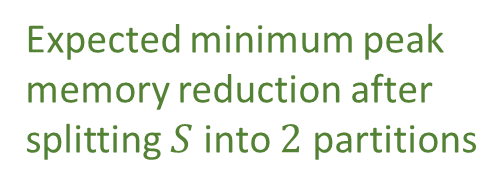 Expected minimum peak
memory reduction after
splitting S into 2 partitions